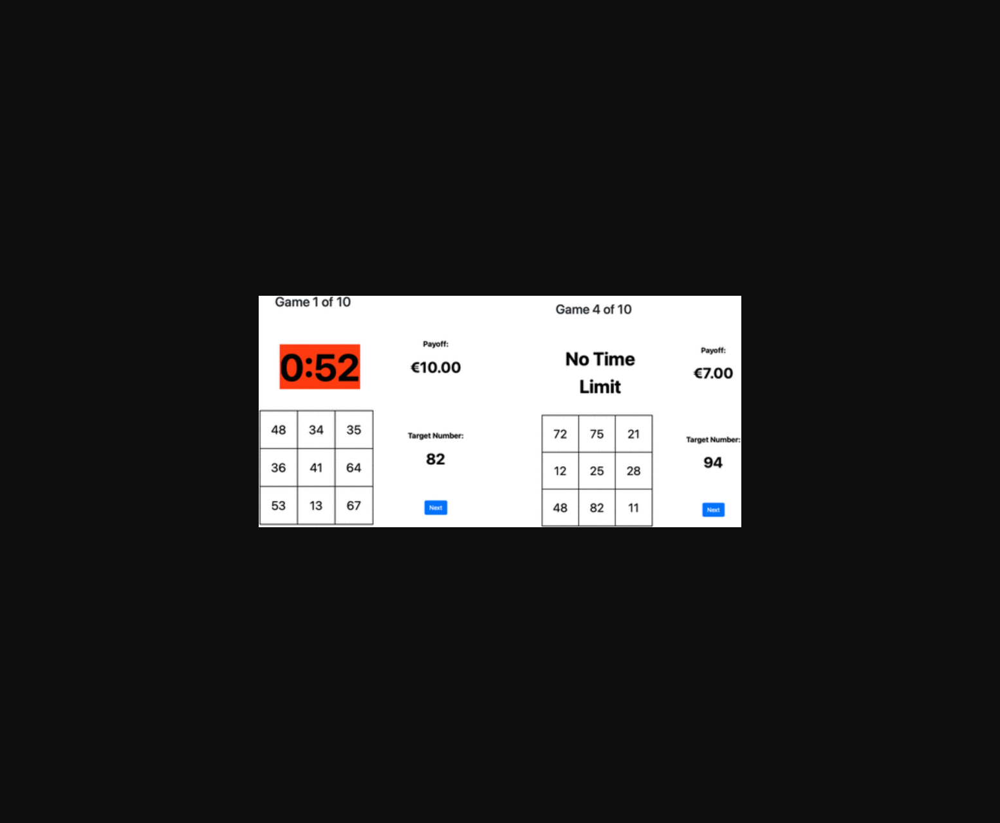 Game 1 of 10
0:52
Payoff:
€10.00
48 34 35
36 41 64
53 13 67
Target Number:
82
Next
Game 4 of 10
No Time
Limit
Payoff:
€7.00
72 75 21
12 25 28
48 82 11
Target Number:
94
Next